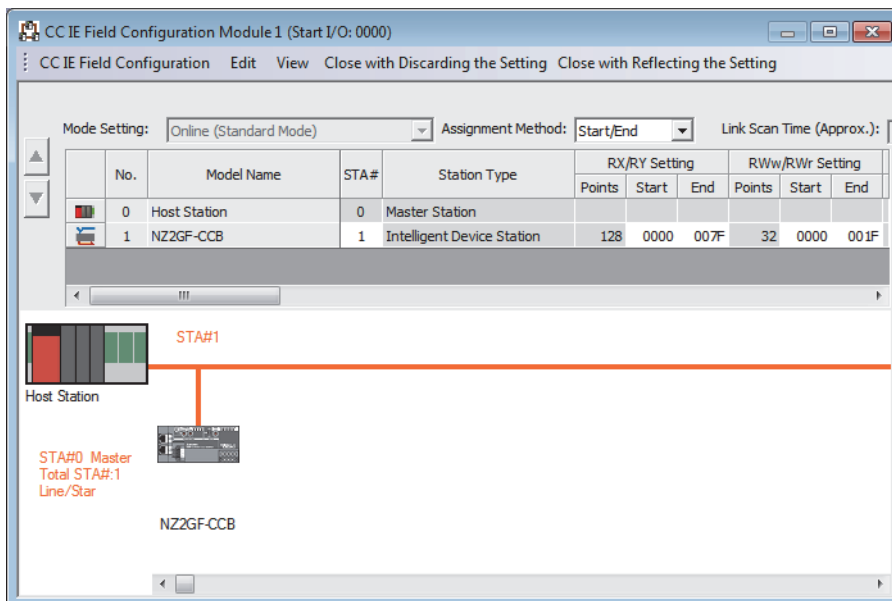 CC IE Field Configuration Module 1 (Start I/O: 0000)
CC IE Field Configuration Edit View Close with Discarding the Setting Close with Reflecting the Setting
Mode Setting: Online (Standard Mode) Assignment Method: Start/End Link Scan Time (Approx.):
No. Model Name STA# Station Type RX/RY Setting RWw/RWr Setting
Points Start End Points Start End
0 Host Station 0 Master Station
1 NZ2GF-CCB 1 Intelligent Device Station 128 0000 007F 32 0000 001F
STA#1
Host Station
STA#0 Master
Total STA#:1
Line/Star
NZ2GF-CCB